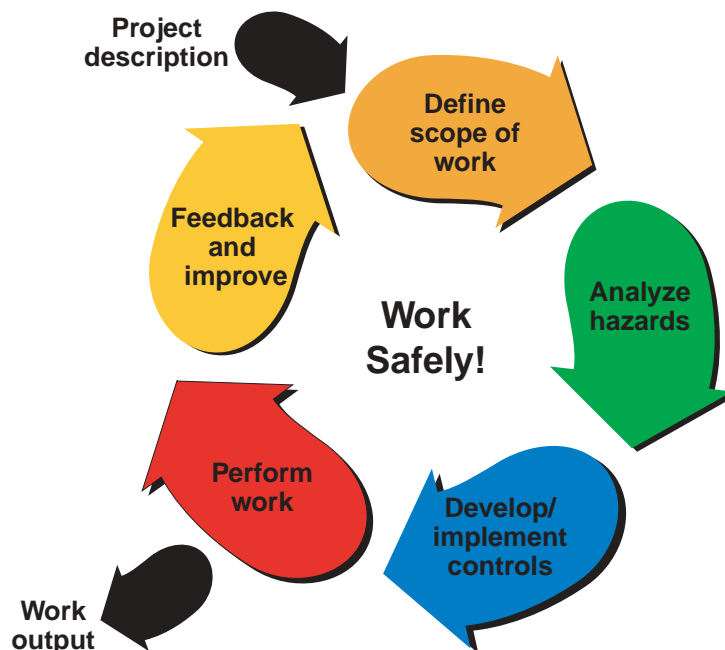 Project
description
Define
scope of
work
Analyze
hazards
Develop/
implement
controls
Perform
work
Work
output
Feedback
and
improve
Work
Safely!